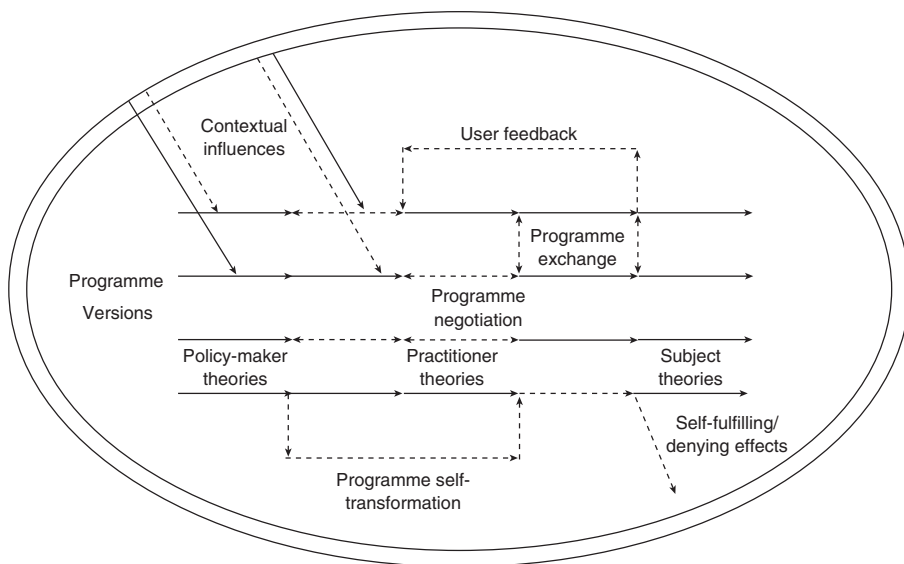 Contextual
influences
User feedback
Programme
exchange
Programme
Versions
Programme
negotiation
Policy-maker
theories
Practitioner
theories
Subject
theories
Self-fulfilling/
denying effects
Programme self-
transformation